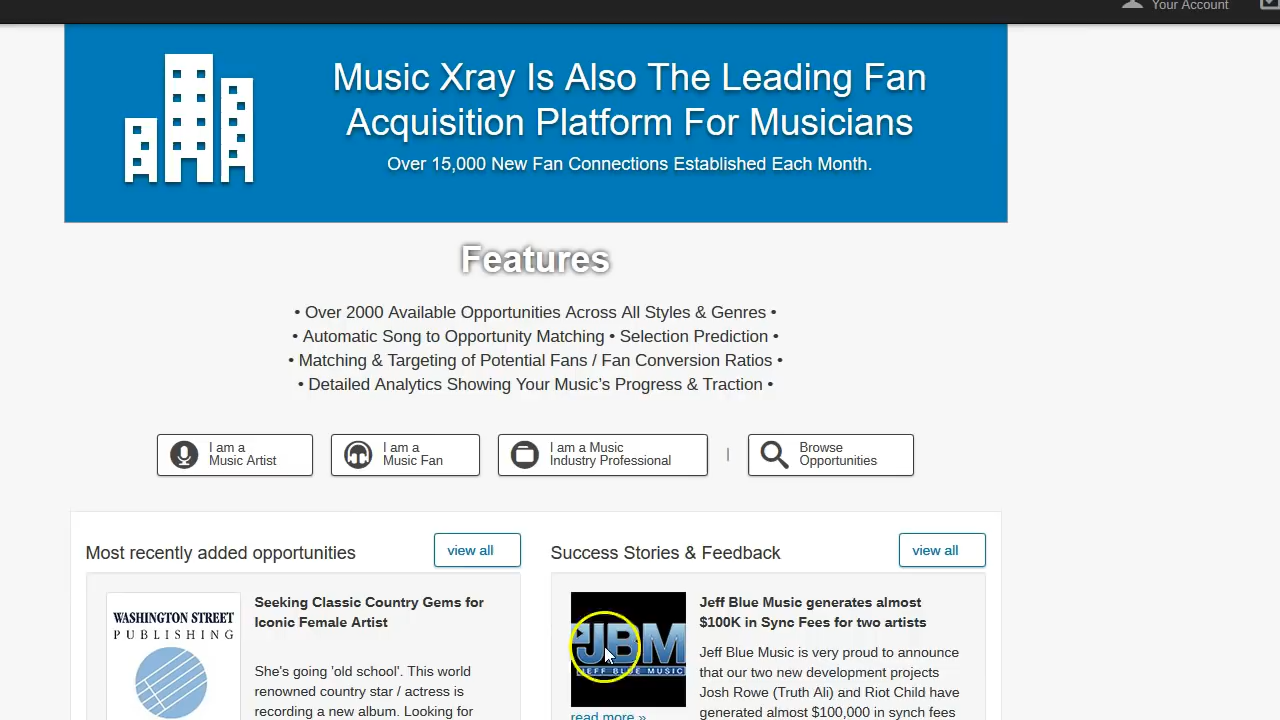 Your Account
Music Xray Is Also The Leading Fan
Acquisition Platform For Musicians
Over 15,000 New Fan Connections Established Each Month.
Features
• Over 2000 Available Opportunities Across All Styles & Genres •
• Automatic Song to Opportunity Matching • Selection Prediction •
• Matching & Targeting of Potential Fans / Fan Conversion Ratios •
• Detailed Analytics Showing Your Music’s Progress & Traction •
I am a
Music Artist
I am a
Music Fan
I am a Music
Industry Professional
|
Browse
Opportunities
Most recently added opportunities
view all
WASHINGTON STREET
PUBLISHING
Seeking Classic Country Gems for
Iconic Female Artist
She's going 'old school'. This world
renowned country star / actress is
recording a new album. Looking for
Success Stories & Feedback
view all
JBM
JEFF BLUE MUSIC
read more »
Jeff Blue Music generates almost
$100K in Sync Fees for two artists
Jeff Blue Music is very proud to announce
that our two new development projects
Josh Rowe (Truth Ali) and Riot Child have
generated almost $100,000 in synch fees